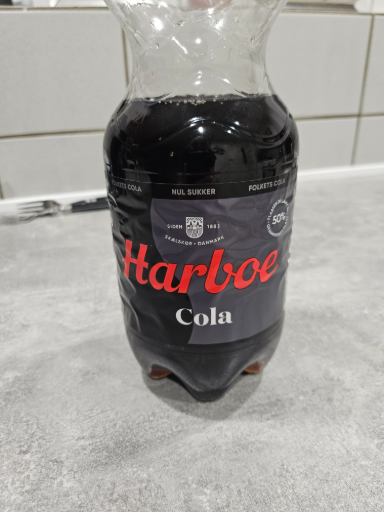 FOLKETS COLA
NUL SUKKER
FOLKETS COLA
SIDEN 1883
SKÆLSKØR • DANMARK
50%
Harboe
Cola